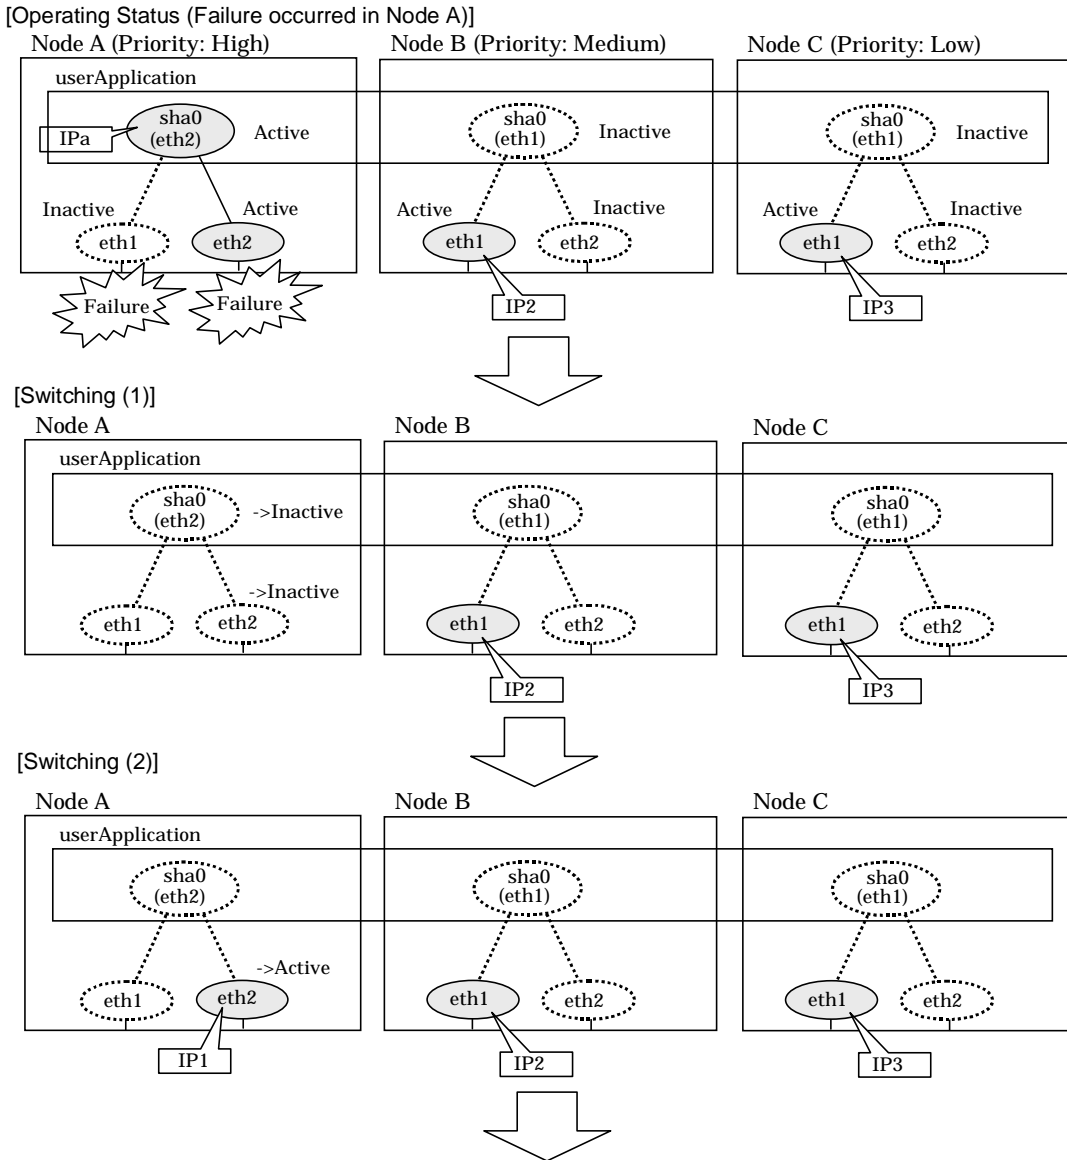 [Operating Status (Failure occurred in Node A)]
Node A (Priority: High)
Node B (Priority: Medium)
Node C (Priority: Low)
userApplication
sha0
(eth2)
IPa
Active
sha0
(eth1)
Inactive
sha0
(eth1)
Inactive
Inactive
Active
Active
Inactive
Active
Inactive
eth1
eth2
eth1
eth2
eth1
eth2
Failure
Failure
IP2
IP3
[Switching (1)]
Node A
Node B
Node C
userApplication
sha0
(eth2)
->Inactive
sha0
(eth1)
sha0
(eth1)
->Inactive
eth1
eth2
eth1
eth2
eth1
eth2
IP2
IP3
[Switching (2)]
Node A
Node B
Node C
userApplication
sha0
(eth2)
sha0
(eth1)
sha0
(eth1)
->Active
eth1
eth2
eth1
eth2
eth1
eth2
IP1
IP2
IP3